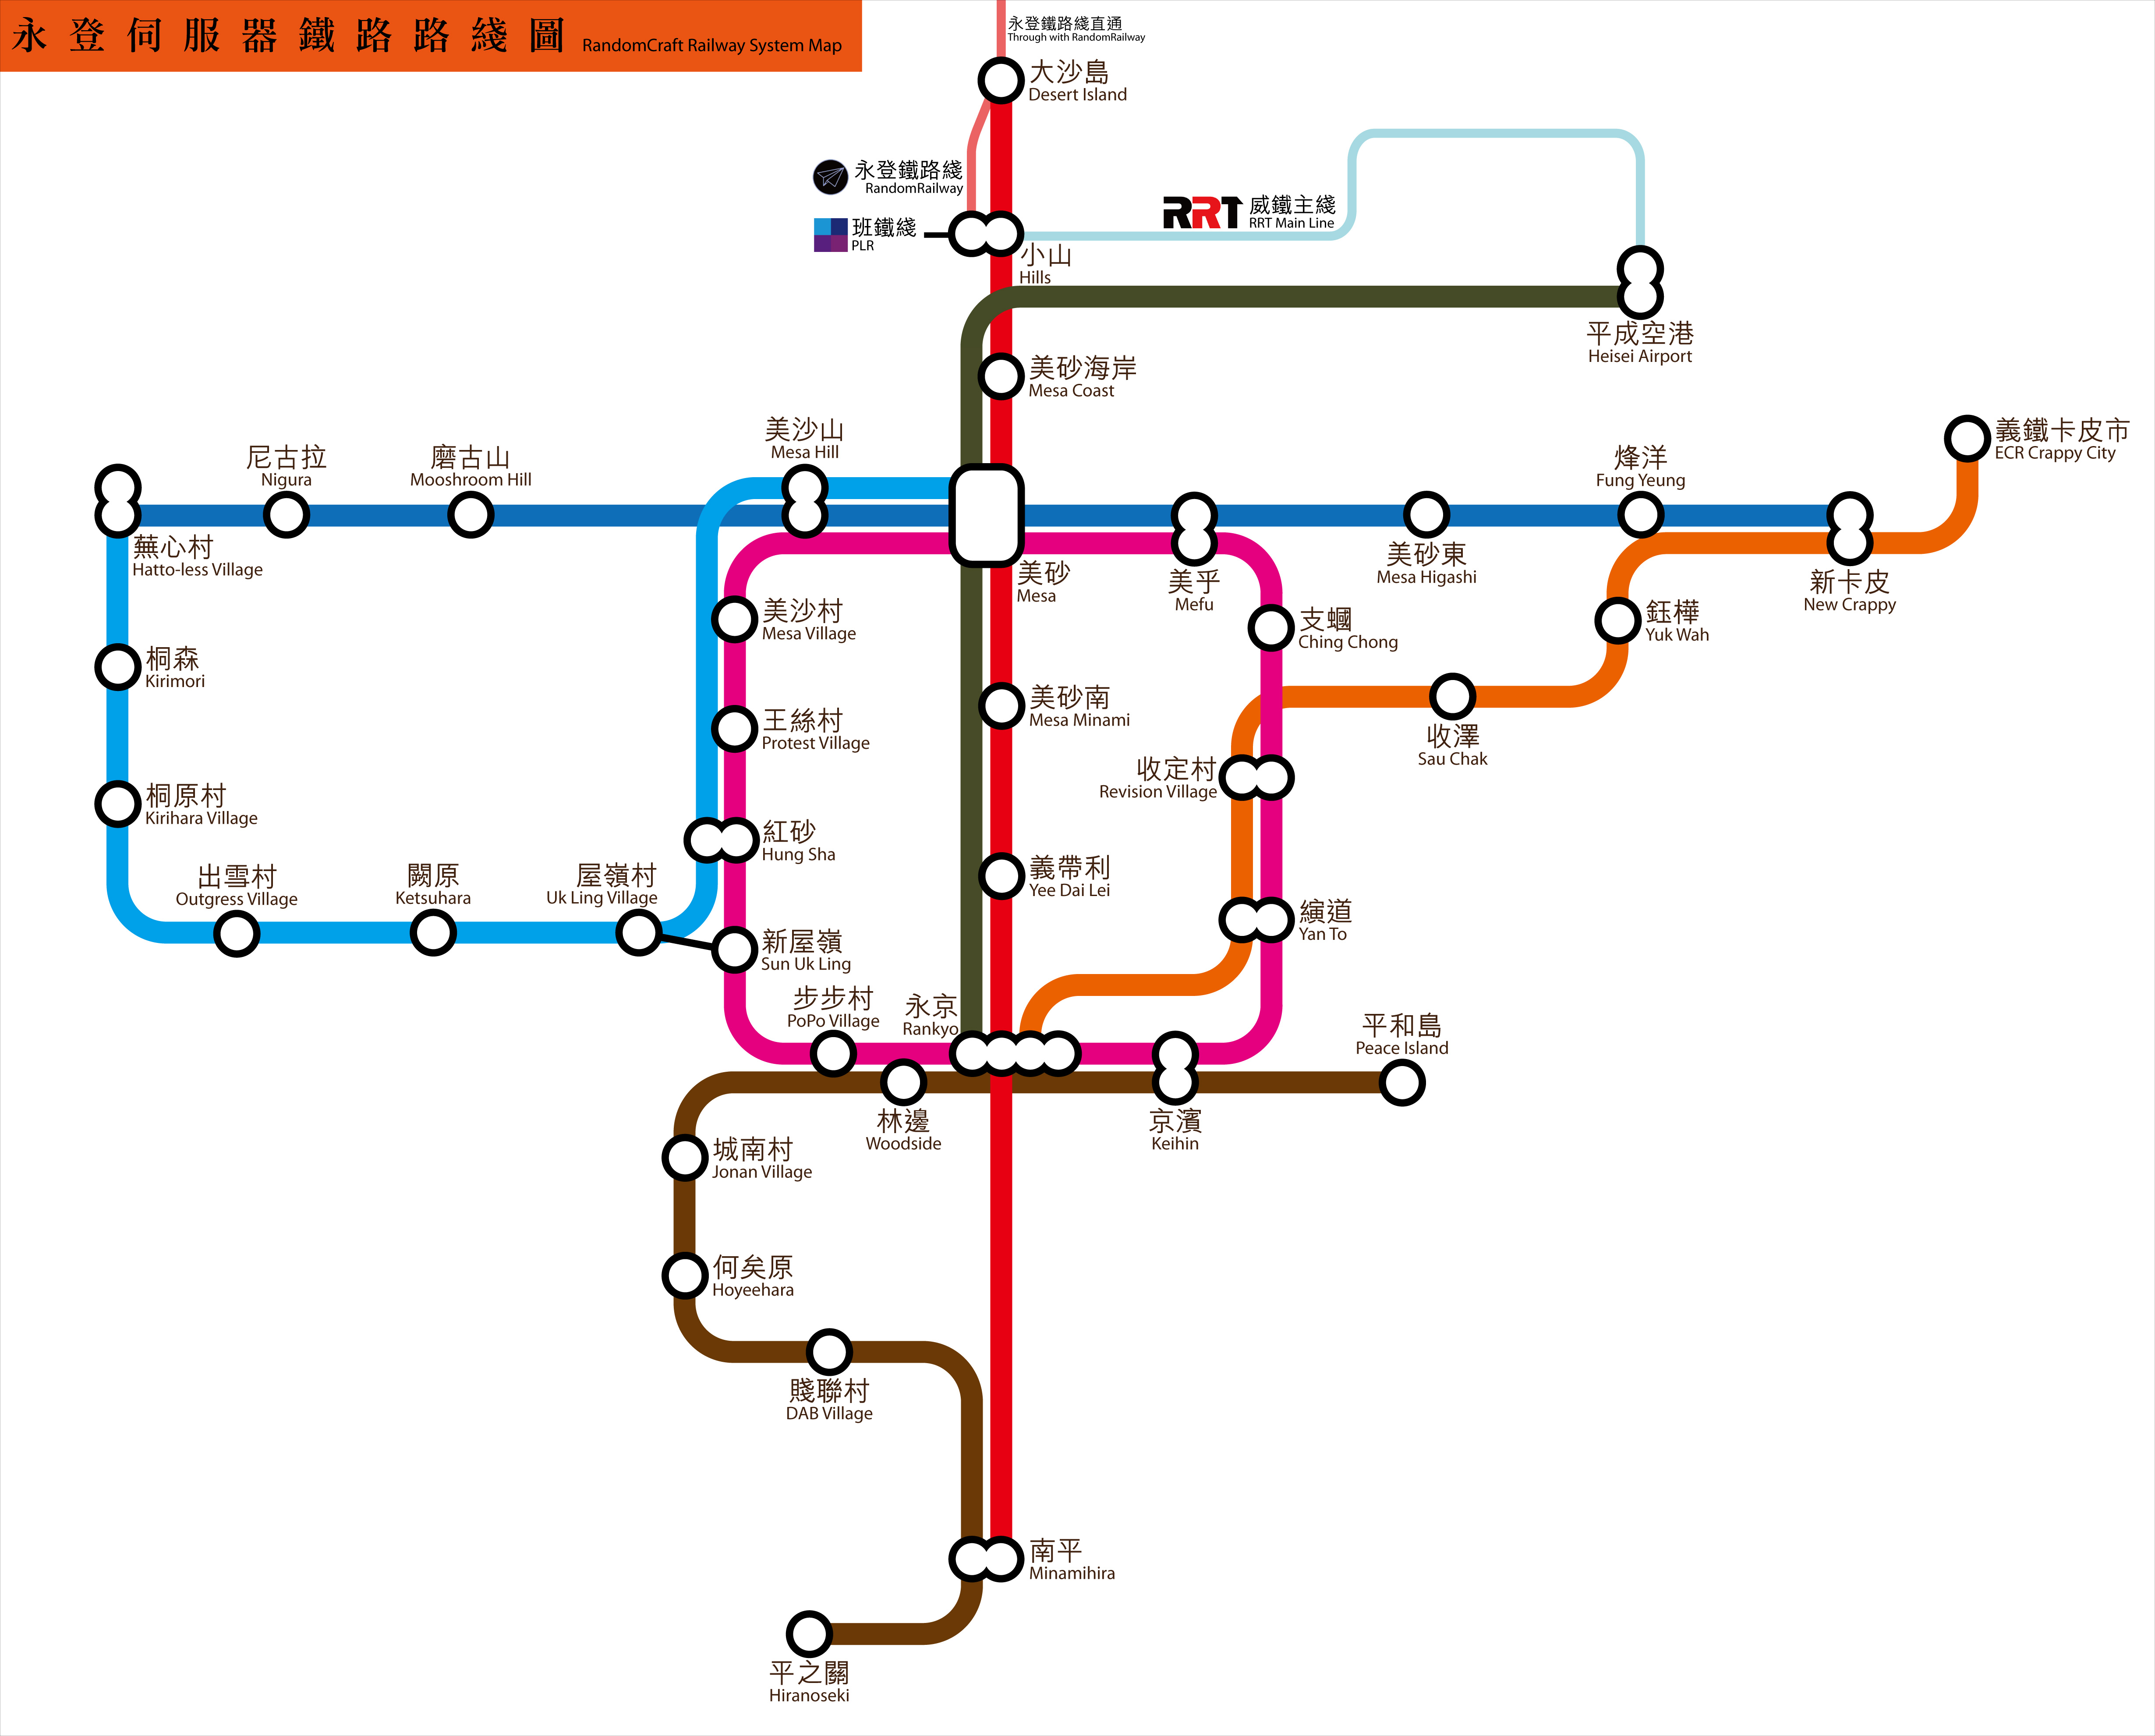 永登伺服器鐵路路綫圖 RandomCraft Railway System Map
永登鐵路綫直通
Through with RandomRailway
大沙島
Desert Island
永登鐵路綫
RandomRailway
班鐵綫
PLR
RRT 威鐵主綫
RRT Main Line
小山
Hills
平成空港
Heisei Airport
美砂海岸
Mesa Coast
美沙山
Mesa Hill
尼古拉
Nigura
磨古山
Mooshroom Hill
烽洋
Fung Yeung
義鐵卡皮市
ECR Crappy City
蕪心村
Hatto-less Village
美砂
Mesa
美乎
Mefu
美砂東
Mesa Higashi
新卡皮
New Crappy
美沙村
Mesa Village
支蟈
Ching Chong
鈺樺
Yuk Wah
桐森
Kirimori
王絲村
Protest Village
美砂南
Mesa Minami
收澤
Sau Chak
收定村
Revision Village
桐原村
Kirihara Village
紅砂
Hung Sha
出雪村
Outgress Village
闕原
Ketsuhara
屋嶺村
Uk Ling Village
義帶利
Yee Dai Lei
縯道
Yan To
新屋嶺
Sun Uk Ling
步步村
PoPo Village
永京
Rankyo
平和島
Peace Island
林邊
Woodside
京濱
Keihin
城南村
Jonan Village
何矣原
Hoyeehara
賤聯村
DAB Village
南平
Minamihira
平之關
Hiranoseki